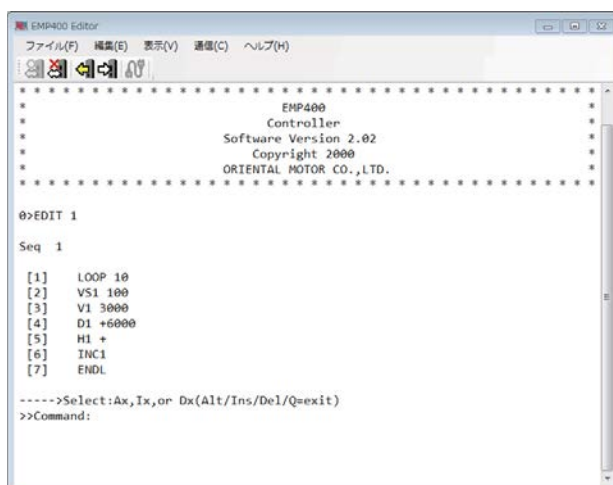 EMP400 Editor
ファイル(F) 編集(E) 表示(V) 通信(C) ヘルプ(H)
* * * * * * * * * * * * * * * * * * * * * * * * * * * * * * * * * * * * * * * *
* EMP400 *
* Controller *
* Software Version 2.02 *
* Copyright 2000 *
* ORIENTAL MOTOR CO.,LTD. *
* * * * * * * * * * * * * * * * * * * * * * * * * * * * * * * * * * * * * * * *
0>EDIT 1
Seq 1
[1] LOOP 10
[2] VS1 100
[3] V1 3000
[4] D1 +6000
[5] H1 +
[6] INC1
[7] ENDL
----->Select:Ax,Ix,or Dx(Alt/Ins/Del/Q=exit)
>>Command: